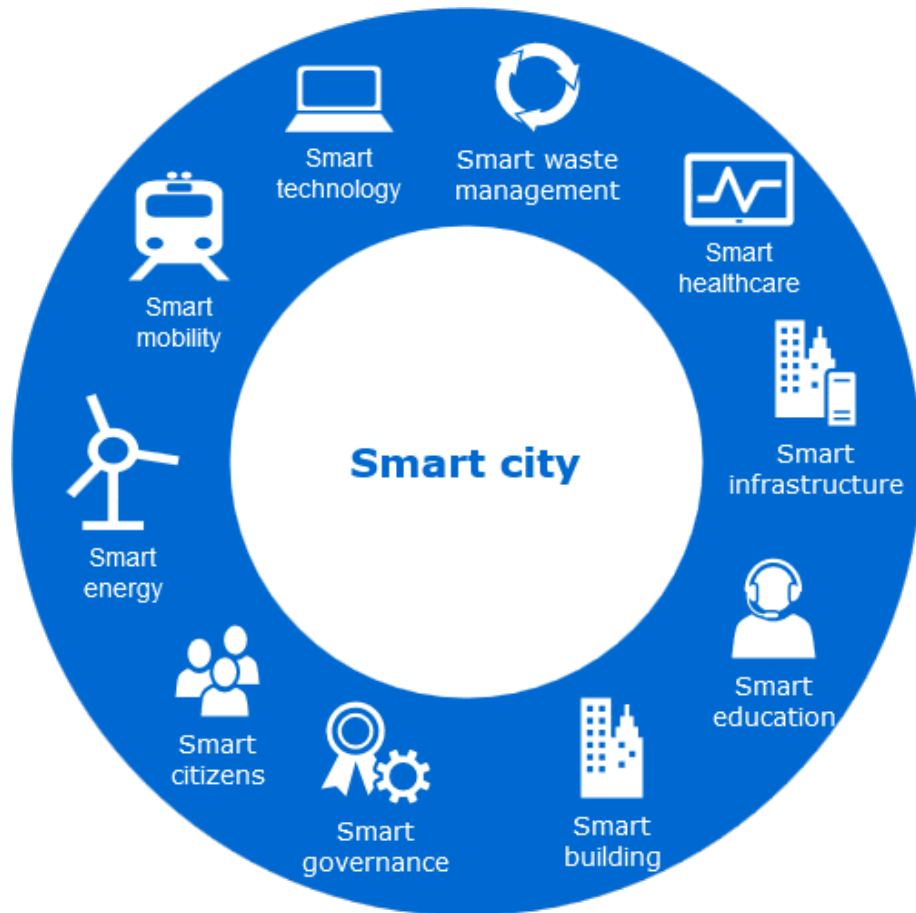 Smart
technology
Smart waste
management
Smart
healthcare
Smart
mobility
Smart
infrastructure
Smart city
Smart
energy
Smart
education
Smart
citizens
Smart
governance
Smart
building